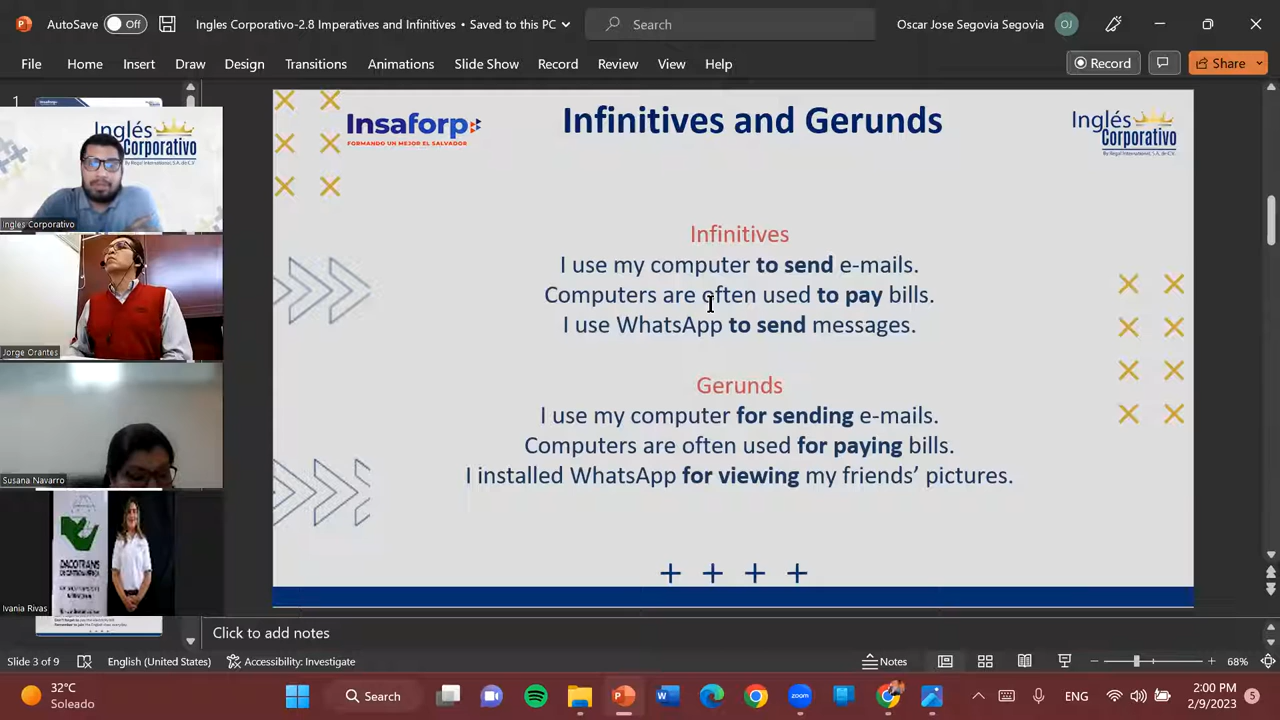 AutoSave Off Ingles Corporativo-2.8 Imperatives and Infinitives • Saved to this PC Search Oscar Jose Segovia Segovia OJ
File Home Insert Draw Design Transitions Animations Slide Show Record Review View Help Record Share
1
Inglés
Corporativo
Ingles Corporativo
Jorge Orantes
Susana Navarro
DACOTRANS
Ivania Rivas
Insaforp
FORMANDO UN MEJOR EL SALVADOR
Infinitives and Gerunds
Inglés
Corporativo
By Regal International, S.A. de C.V.
Infinitives
I use my computer to send e-mails.
Computers are often used to pay bills.
I use WhatsApp to send messages.
Gerunds
I use my computer for sending e-mails.
Computers are often used for paying bills.
I installed WhatsApp for viewing my friends’ pictures.
Click to add notes
Slide 3 of 9 English (United States) Accessibility: Investigate Notes 68%
32°C
Soleado
Search
zoom
ENG
2:00 PM
2/9/2023
5